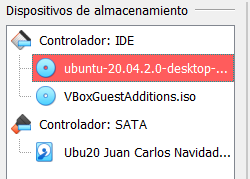 Dispositivos de almacenamiento
Controlador: IDE
ubuntu-20.04.2.0-desktop-...
VBoxGuestAdditions.iso
Controlador: SATA
Ubu20 Juan Carlos Navidad...